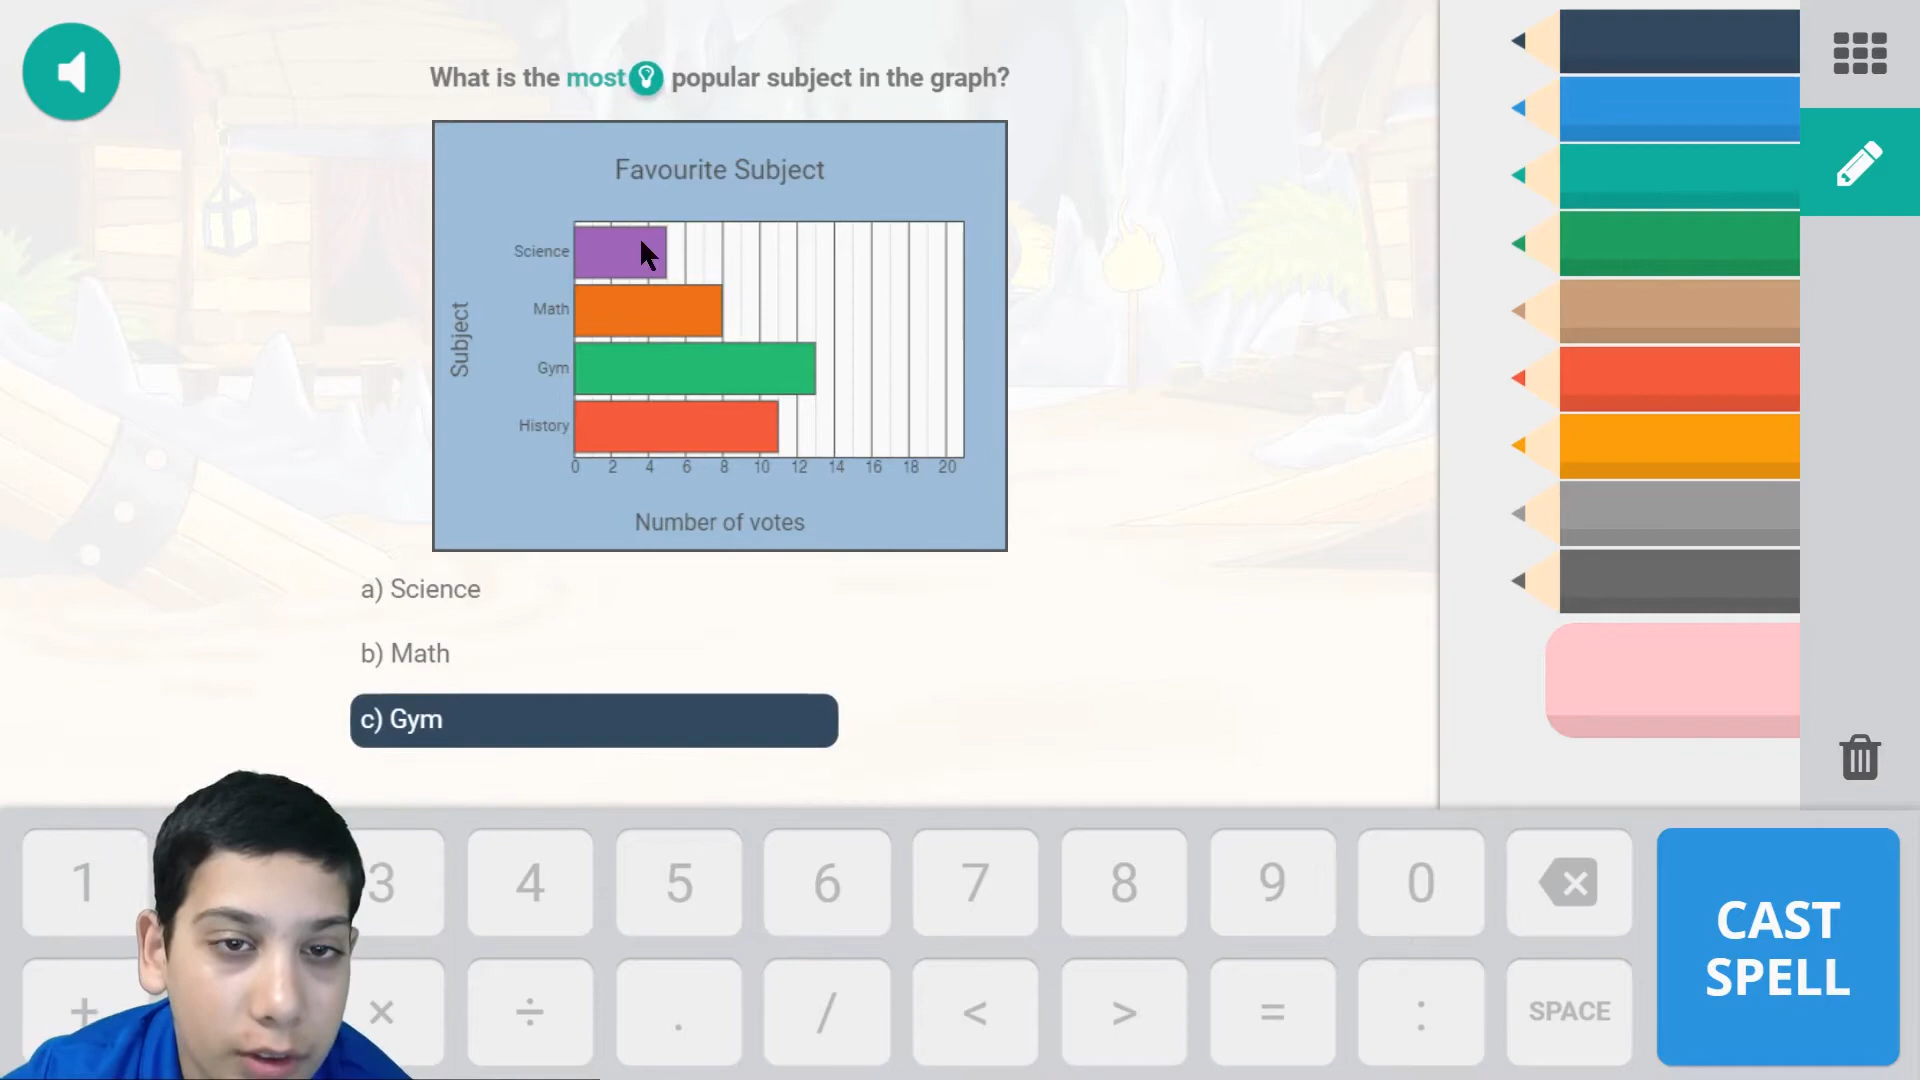 What is the most popular subject in the graph?
Favourite Subject
Subject
Science
Math
Gym
History
0 2 4 6 8 10 12 14 16 18 20
Number of votes
a) Science
b) Math
c) Gym
1 3 4 5 6 7 8 9 0
+ × ÷ . / < > = : SPACE
CAST
SPELL